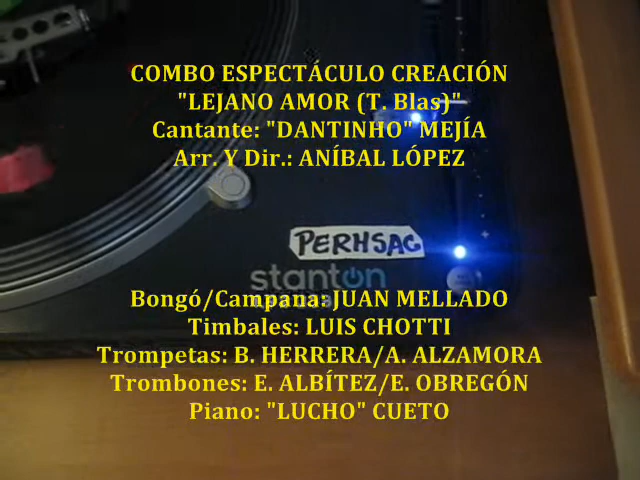 COMBO ESPECTÁCULO CREACIÓN
"LEJANO AMOR (T. Blas)"
Cantante: "DANTINHO" MEJÍA
Arr. Y Dir.: ANÍBAL LÓPEZ
PERHSAC
stanton
Bongó/Campana: JUAN MELLADO
Timbales: LUIS CHOTTI
Trompetas: B. HERRERA/A. ALZAMORA
Trombones: E. ALBÍTEZ/E. OBREGÓN
Piano: "LUCHO" CUETO